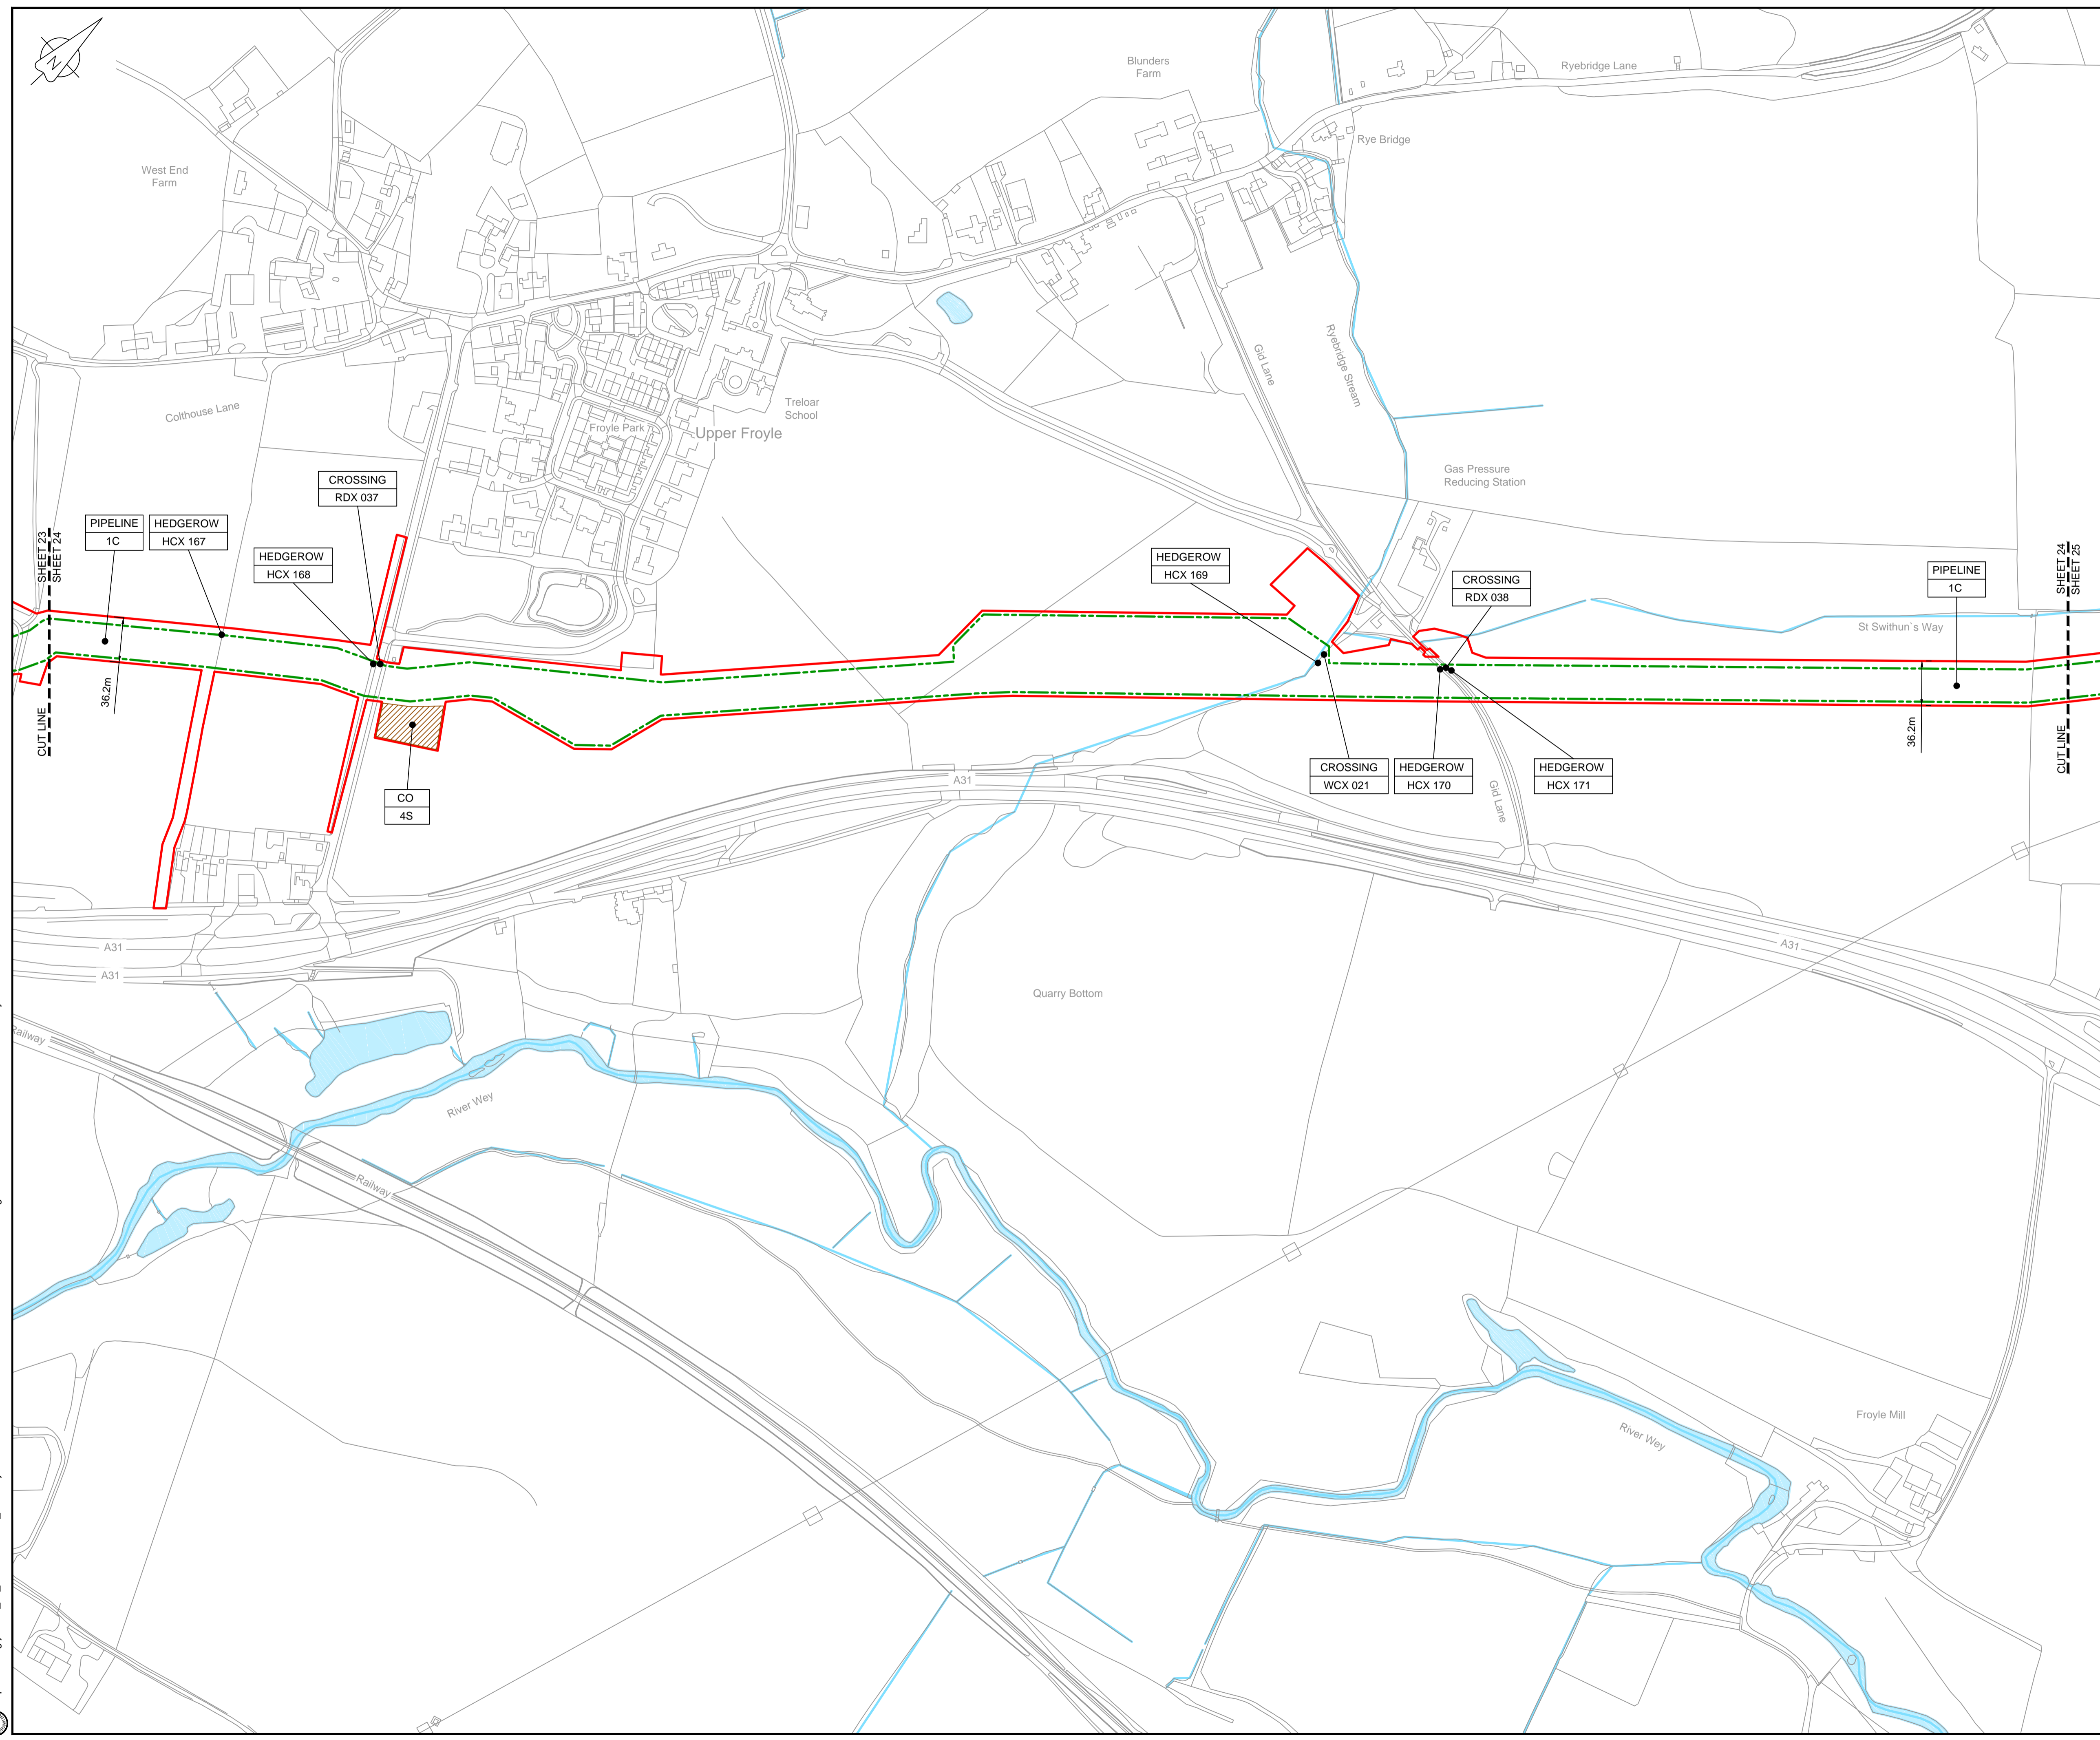 N
Blunders
Farm
Ryebridge Lane
Rye Bridge
West End
Farm
Gid Lane
Ryebridge Stream
Colthouse Lane
Treloar
School
Froyle Park
Upper Froyle
Gas Pressure
Reducing Station
CROSSING
RDX 037
PIPELINE
1C
HEDGEROW
HCX 167
HEDGEROW
HCX 168
HEDGEROW
HCX 169
CROSSING
RDX 038
PIPELINE
1C
SHEET 23
SHEET 24
SHEET 24
SHEET 25
St Swithun`s Way
36.2m
36.2m
CUT LINE
CUT LINE
CO
4S
CROSSING
WCX 021
HEDGEROW
HCX 170
HEDGEROW
HCX 171
Gid Lane
A31
A31
A31
A31
Quarry Bottom
Railway
River Wey
Railway
Froyle Mill
River Wey